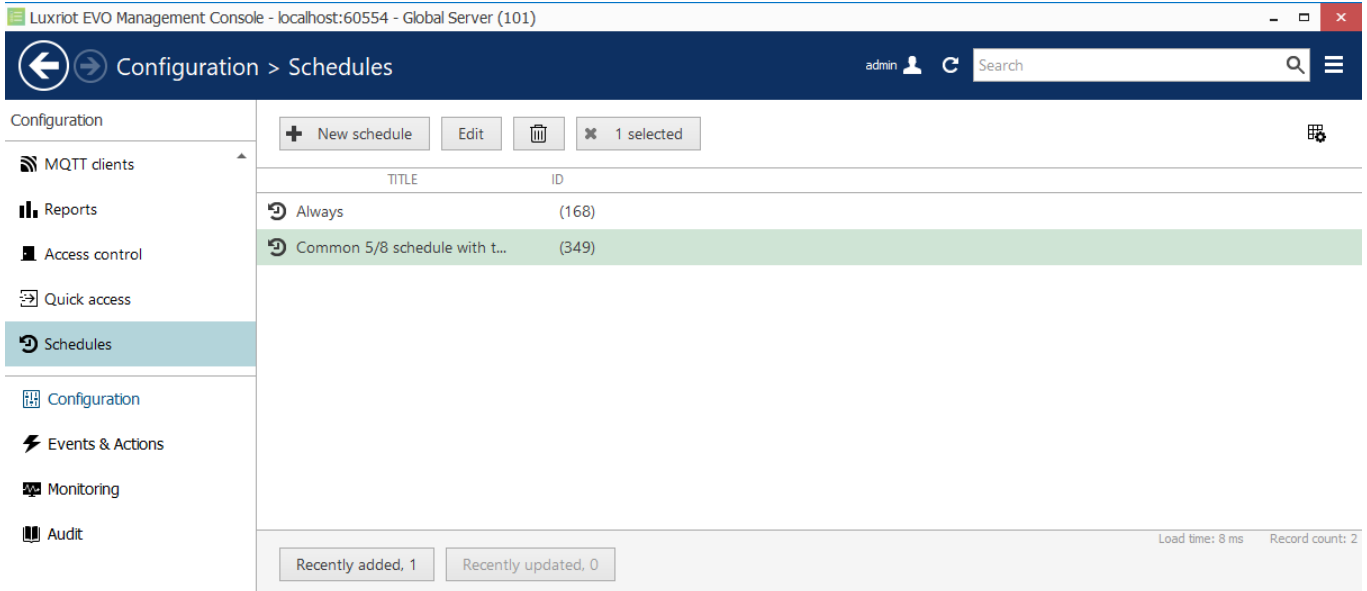 Luxriot EVO Management Console - localhost:60554 - Global Server (101)
Configuration > Schedules
admin
Search
Configuration
MQTT clients
Reports
Access control
Quick access
Schedules
Configuration
Events & Actions
Monitoring
Audit
New schedule
Edit
1 selected
TITLE ID
Always (168)
Common 5/8 schedule with t... (349)
Load time: 8 ms Record count: 2
Recently added, 1
Recently updated, 0